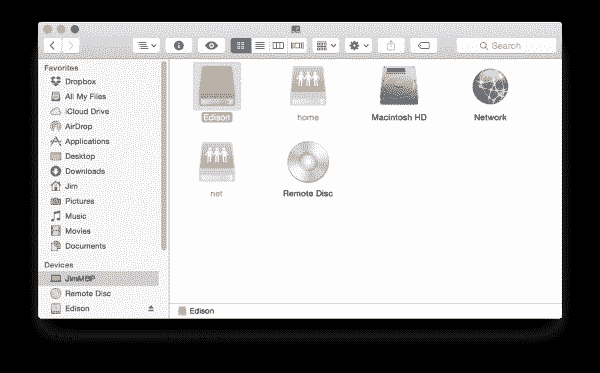 Search
Favorites
Dropbox
All My Files
iCloud Drive
AirDrop
Applications
Desktop
Downloads
Jim
Pictures
Music
Movies
Documents
Devices
JimMBP
Remote Disc
Edison
Edison
home
Macintosh HD
Network
net
Remote Disc
Edison